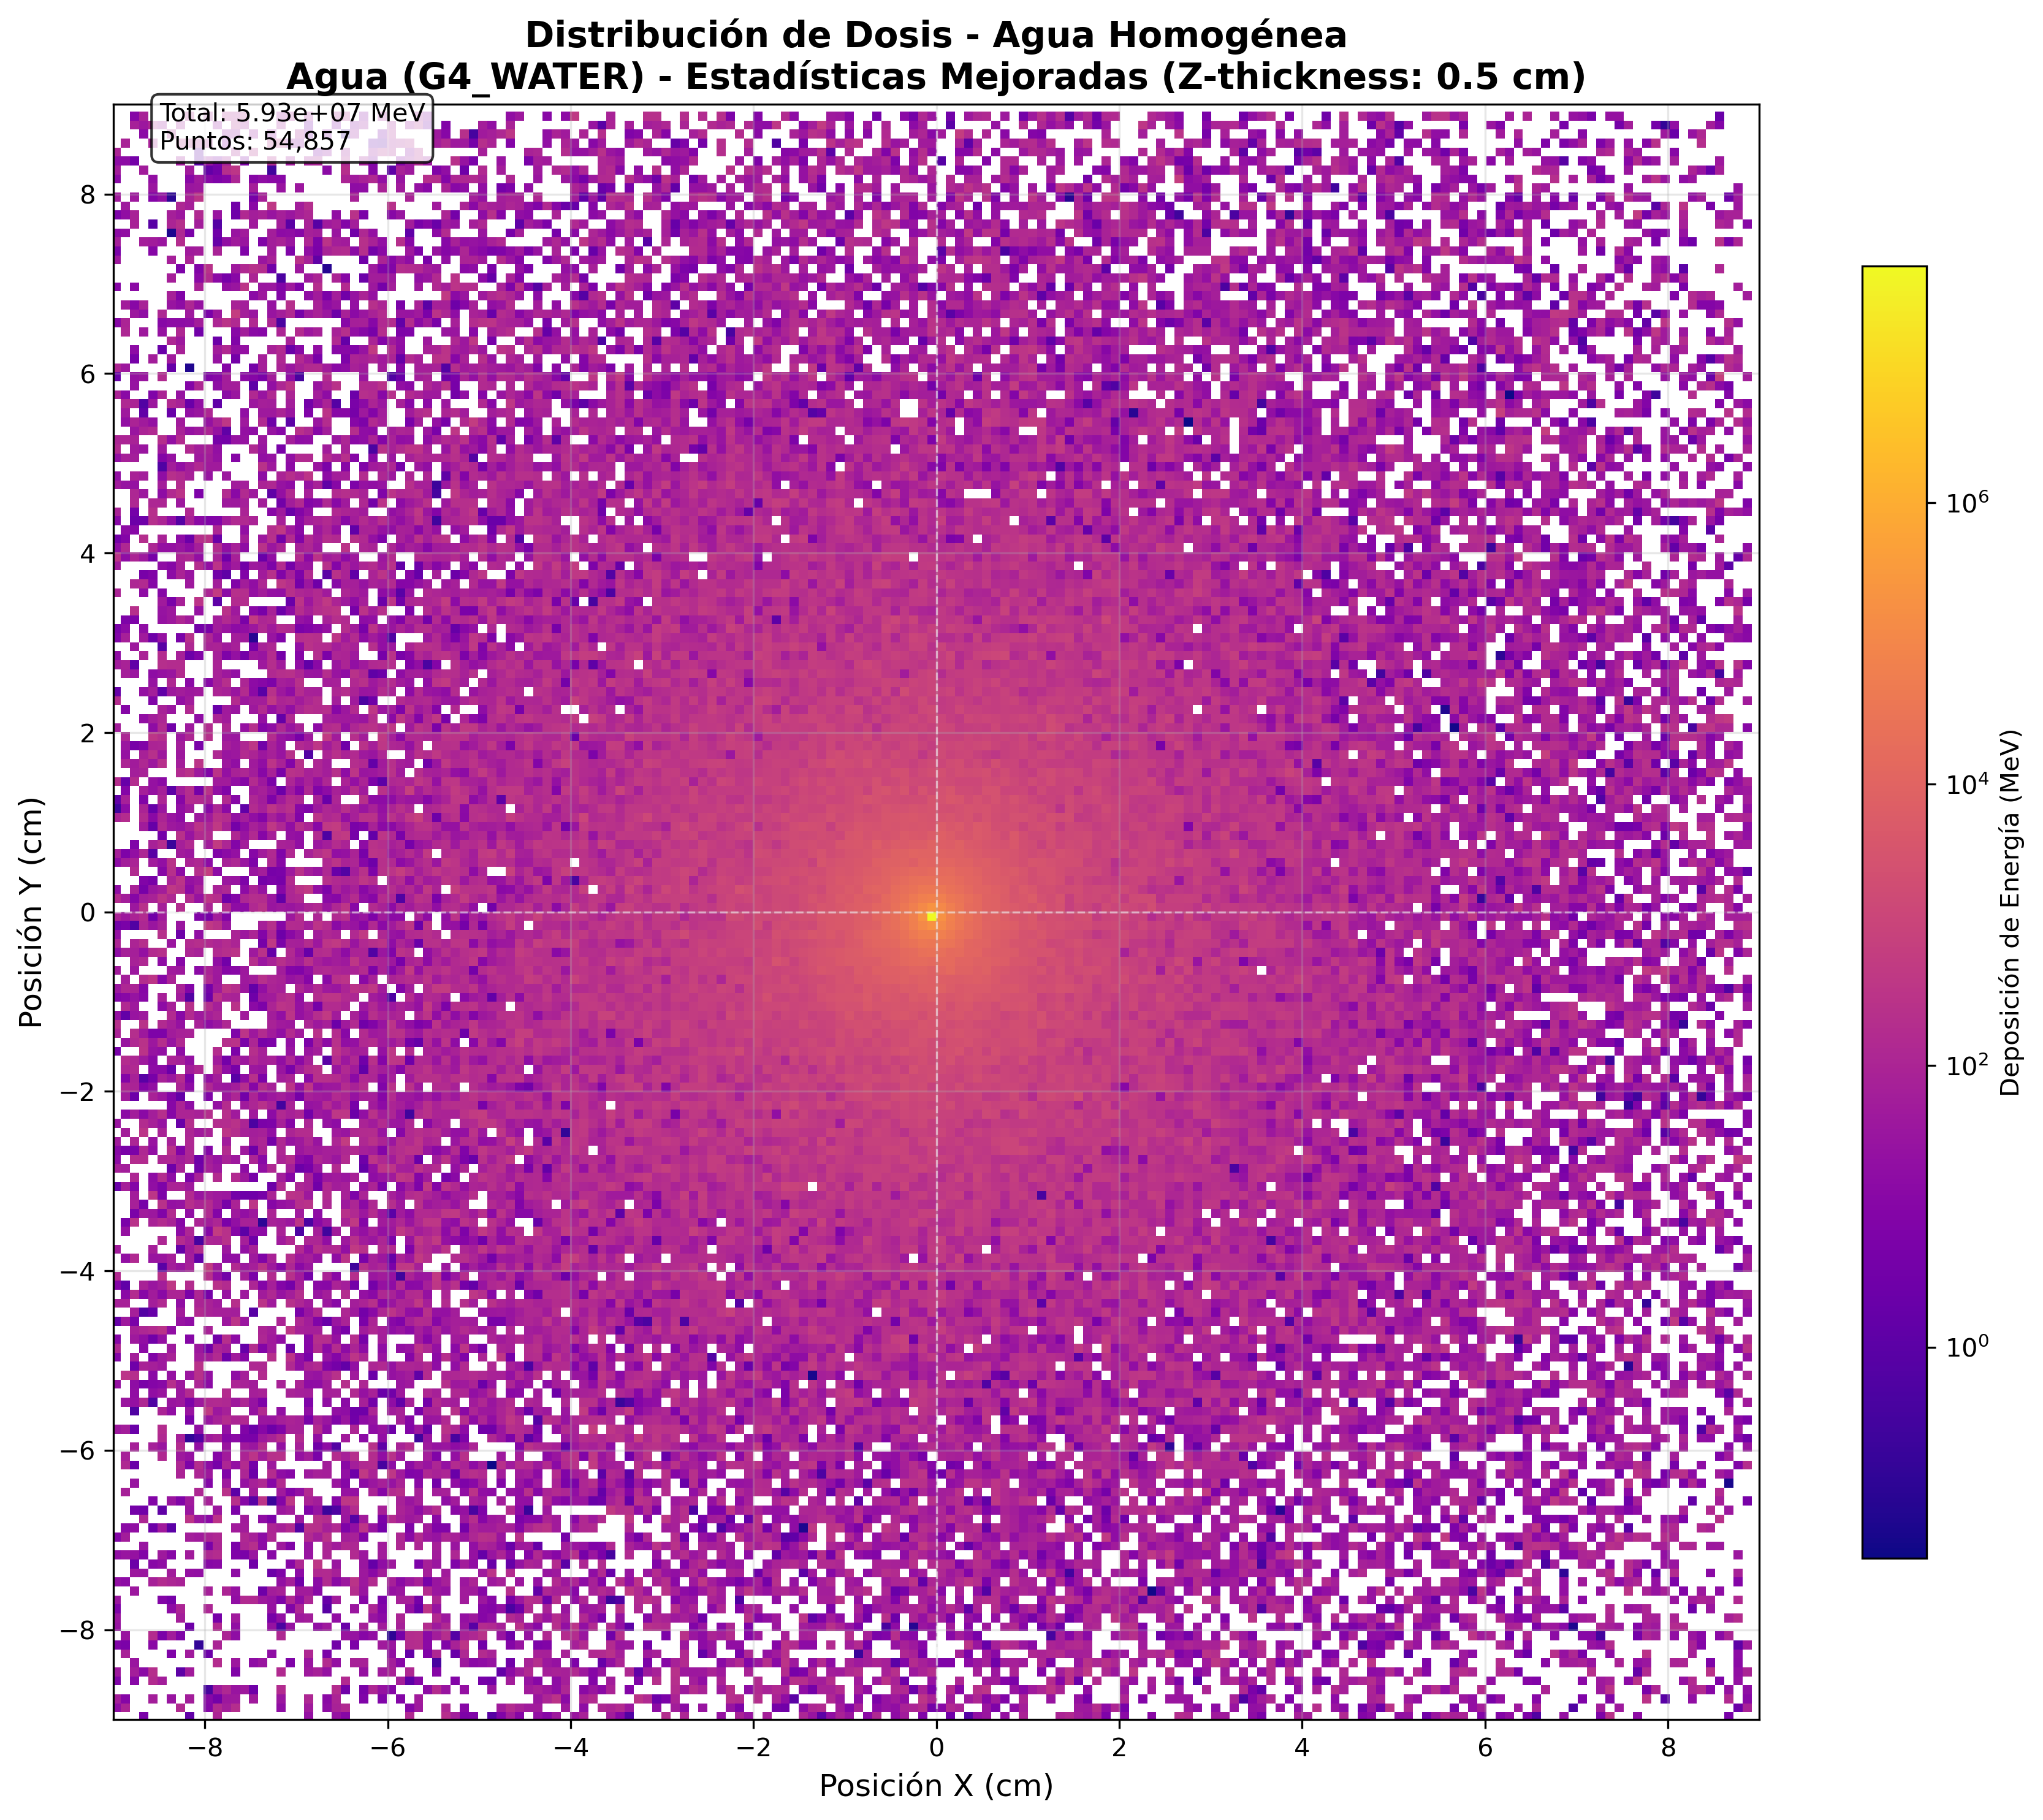 Distribución de Dosis - Agua Homogénea
Agua (G4_WATER) - Estadísticas Mejoradas (Z-thickness: 0.5 cm)
Total: 5.93e+07 MeV
Puntos: 54,857
8
6
4
2
0
−2
−4
−6
−8
Posición Y (cm)
−8 −6 −4 −2 0 2 4 6 8
Posición X (cm)
10⁶
10⁴
10²
10⁰
Deposición de Energía (MeV)